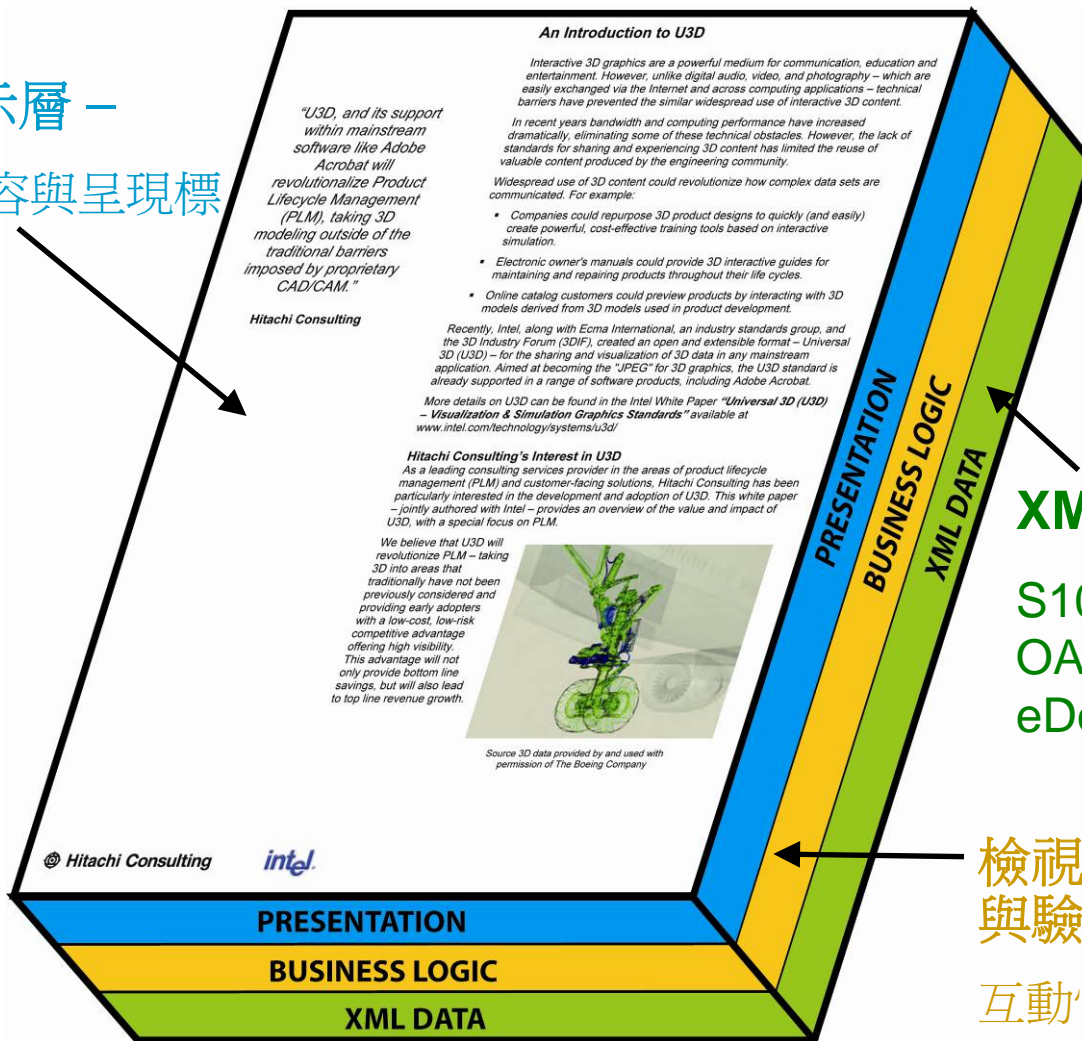 示層 –
容與呈現標
An Introduction to U3D
Interactive 3D graphics are a powerful medium for communication, education and
entertainment. However, unlike digital audio, video, and photography – which are
easily exchanged via the Internet and across computing applications – technical
barriers have prevented the similar widespread use of interactive 3D content.
In recent years bandwidth and computing performance have increased
dramatically, eliminating some of these technical obstacles. However, the lack of
standards for sharing and experiencing 3D content has limited the reuse of
valuable content produced by the engineering community.
Widespread use of 3D content could revolutionize how complex data sets are
communicated. For example:
▪ Companies could repurpose 3D product designs to quickly (and easily)
create powerful, cost-effective training tools based on interactive
simulation.
▪ Electronic owner's manuals could provide 3D interactive guides for
maintaining and repairing products throughout their life cycles.
▪ Online catalog customers could preview products by interacting with 3D
models derived from 3D models used in product development.
Recently, Intel, along with Ecma International, an industry standards group, and
the 3D Industry Forum (3DIF), created an open and extensible format – Universal
3D (U3D) – for the sharing and visualization of 3D data in any mainstream
application. Aimed at becoming the "JPEG" for 3D graphics, the U3D standard is
already supported in a range of software products, including Adobe Acrobat.
More details on U3D can be found in the Intel White Paper "Universal 3D (U3D)
– Visualization & Simulation Graphics Standards" available at
www.intel.com/technology/systems/u3d/
"U3D, and its support
within mainstream
software like Adobe
Acrobat will
revolutionalize Product
Lifecycle Management
(PLM), taking 3D
modeling outside of the
traditional barriers
imposed by proprietary
CAD/CAM."
Hitachi Consulting
Hitachi Consulting's Interest in U3D
As a leading consulting services provider in the areas of product lifecycle
management (PLM) and customer-facing solutions, Hitachi Consulting has been
particularly interested in the development and adoption of U3D. This white paper
– jointly authored with Intel – provides an overview of the value and impact of
U3D, with a special focus on PLM.
We believe that U3D will
revolutionize PLM – taking
3D into areas that
traditionally have not been
previously considered and
providing early adopters
with a low-cost, low-risk
competitive advantage
offering high visibility.
This advantage will not
only provide bottom line
savings, but will also lead
to top line revenue growth.
Source 3D data provided by and used with
permission of The Boeing Company
Hitachi Consulting
intel.
PRESENTATION
BUSINESS LOGIC
XML DATA
PRESENTATION
BUSINESS LOGIC
XML DATA
XM
S10
OA
eDo
檢視
與驗
互動